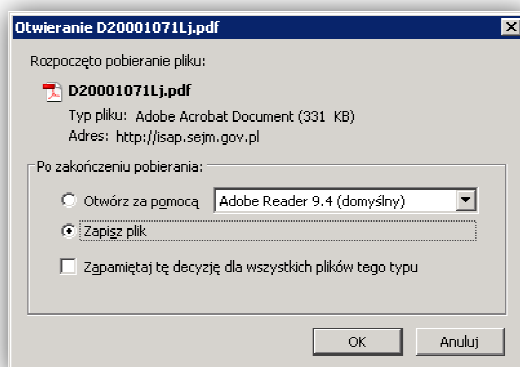 Otwieranie D20001071Lj.pdf
Rozpoczęto pobieranie pliku:
D20001071Lj.pdf
Typ pliku: Adobe Acrobat Document (331 KB)
Adres: http://isap.sejm.gov.pl
Po zakończeniu pobierania:
Otwórz za pomocą Adobe Reader 9.4 (domyślny)
Zapisz plik
Zapamiętaj tę decyzję dla wszystkich plików tego typu
OK Anuluj